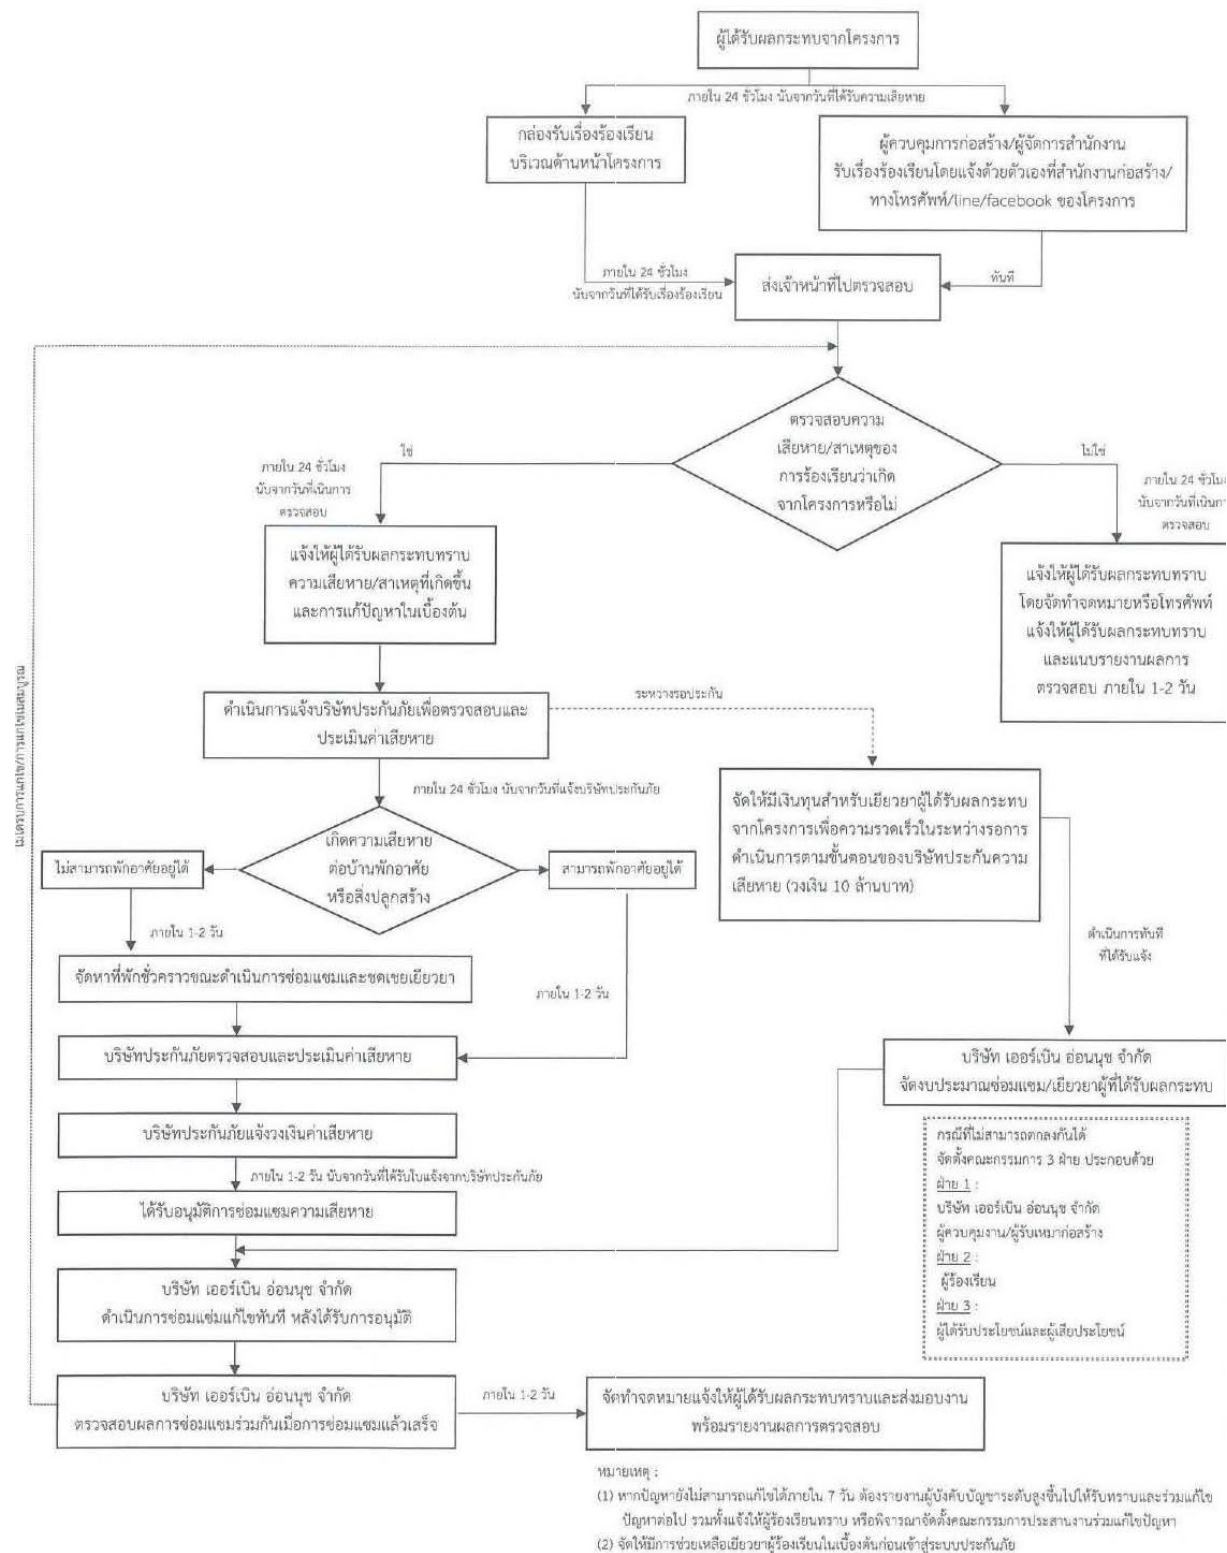 ผู้ได้รับผลกระทบจากโครงการ
ภายใน 24 ชั่วโมง นับจากวันที่ได้รับความเสียหาย
กล่องรับเรื่องร้องเรียน
บริเวณด้านหน้าโครงการ
ผู้ควบคุมการก่อสร้าง/ผู้จัดการสำนักงาน
รับเรื่องร้องเรียนโดยแจ้งด้วยตัวเองที่สำนักงานก่อสร้าง/
ทางโทรศัพท์/line/facebook ของโครงการ
ภายใน 24 ชั่วโมง
นับจากวันที่ได้รับเรื่องร้องเรียน
ส่งเจ้าหน้าที่ไปตรวจสอบ
ทันที
ตรวจสอบความ
เสียหาย/สาเหตุของ
การร้องเรียนว่าเกิด
จากโครงการหรือไม่
ใช่
ภายใน 24 ชั่วโมง
นับจากวันที่เนินการ
ตรวจสอบ
ไม่ใช่
ภายใน 24 ชั่วโมง
นับจากวันที่เนินการ
ตรวจสอบ
แจ้งให้ผู้ได้รับผลกระทบทราบ
ความเสียหาย/สาเหตุที่เกิดขึ้น
และการแก้ปัญหาในเบื้องต้น
แจ้งให้ผู้ได้รับผลกระทบทราบ
โดยจัดทำจดหมายหรือโทรศัพท์
แจ้งให้ผู้ได้รับผลกระทบทราบ
และแนบรายงานผลการ
ตรวจสอบ ภายใน 1-2 วัน
ไม่ได้รับการแก้ไข/การแก้ไขไม่สมบูรณ์
ดำเนินการแจ้งบริษัทประกันภัยเพื่อตรวจสอบและ
ประเมินค่าเสียหาย
ระหว่างรอประกัน
ภายใน 24 ชั่วโมง นับจากวันที่แจ้งบริษัทประกันภัย
จัดให้มีเงินทุนสำหรับเยียวยาผู้ได้รับผลกระทบ
จากโครงการเพื่อความรวดเร็วในระหว่างรอการ
ดำเนินการตามขั้นตอนของบริษัทประกันความ
เสียหาย (วงเงิน 10 ล้านบาท)
เกิดความเสียหาย
ต่อบ้านพักอาศัย
หรือสิ่งปลูกสร้าง
ไม่สามารถพักอาศัยอยู่ได้
สามารถพักอาศัยอยู่ได้
ภายใน 1-2 วัน
ดำเนินการทันที
ที่ได้รับแจ้ง
จัดหาที่พักชั่วคราวขณะดำเนินการซ่อมแซมและชดเชยเยียวยา
ภายใน 1-2 วัน
บริษัทประกันภัยตรวจสอบและประเมินค่าเสียหาย
บริษัท เออร์เบิน อ่อนนุช จำกัด
จัดงบประมาณซ่อมแซม/เยียวยาผู้ที่ได้รับผลกระทบ
บริษัทประกันภัยแจ้งวงเงินค่าเสียหาย
ภายใน 1-2 วัน นับจากวันที่ได้รับใบแจ้งจากบริษัทประกันภัย
ได้รับอนุมัติการซ่อมแซมความเสียหาย
กรณีที่ไม่สามารถตกลงกันได้
จัดตั้งคณะกรรมการ 3 ฝ่าย ประกอบด้วย
ฝ่าย 1 :
บริษัท เออร์เบิน อ่อนนุช จำกัด
ผู้ควบคุมงาน/ผู้รับเหมาก่อสร้าง
ฝ่าย 2 :
ผู้ร้องเรียน
ฝ่าย 3 :
ผู้ได้รับประโยชน์และผู้เสียประโยชน์
บริษัท เออร์เบิน อ่อนนุช จำกัด
ดำเนินการซ่อมแซ่มแก้ไขทันที หลังได้รับการอนุมัติ
บริษัท เออร์เบิน อ่อนนุช จำกัด
ตรวจสอบผลการซ่อมแซมร่วมกันเมื่อการซ่อมแซมแล้วเสร็จ
ภายใน 1-2 วัน
จัดทำจดหมายแจ้งให้ผู้ได้รับผลกระทบทราบและส่งมอบงาน
พร้อมรายงานผลการตรวจสอบ
หมายเหตุ :
(1) หากปัญหายังไม่สามารถแก้ไขได้ภายใน 7 วัน ต้องรายงานผู้บังคับบัญชาระดับสูงขึ้นไปให้รับทราบและร่วมแก้ไข
ปัญหาต่อไป รวมทั้งแจ้งให้ผู้ร้องเรียนทราบ หรือพิจารณาจัดตั้งคณะกรรมการประสานงานร่วมแก้ไขปัญหา
(2) จัดให้มีการช่วยเหลือเยียวยาผู้ร้องเรียนในเบื้องต้นก่อนเข้าสู่ระบบประกันภัย